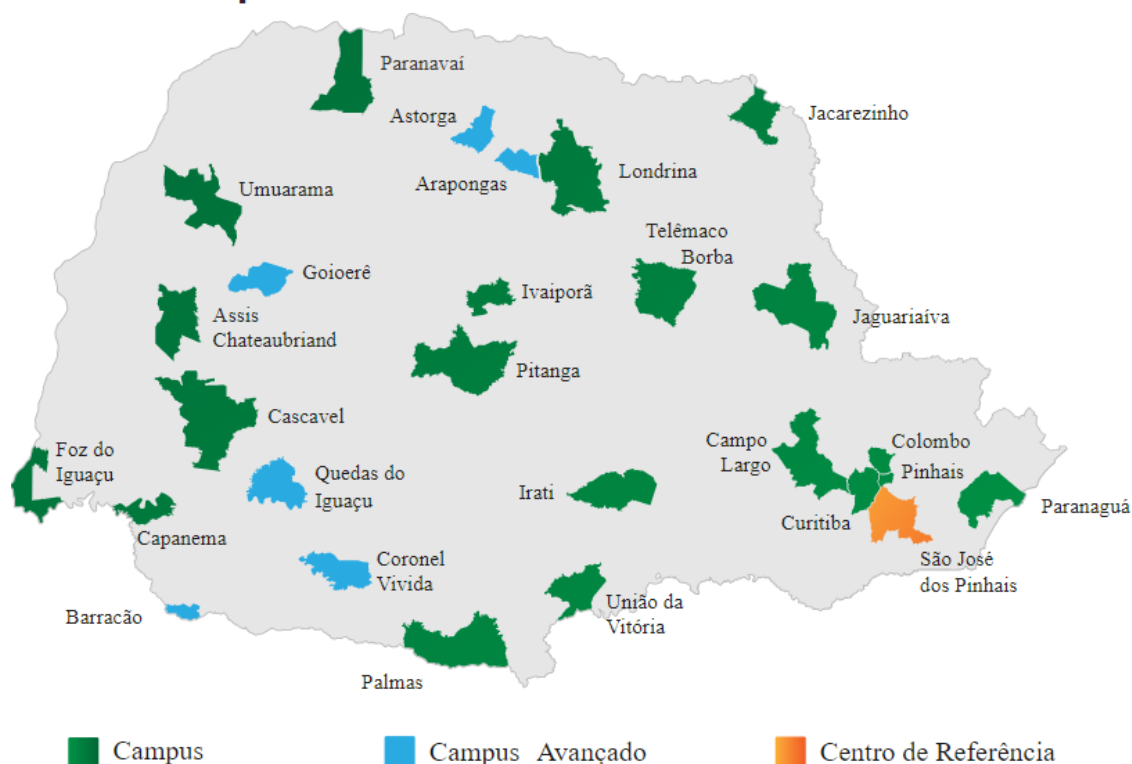 Paranavaí
Astorga
Jacarezinho
Arapongas
Londrina
Umuarama
Telêmaco
Borba
Goioerê
Ivaiporã
Assis
Chateaubriand
Jaguariaíva
Pitanga
Cascavel
Campo
Largo
Colombo
Pinhais
Foz do
Iguaçu
Quedas do
Iguaçu
Irati
Curitiba
Paranaguá
Capanema
Coronel
Vivida
São José
dos Pinhais
Barracão
União da
Vitória
Palmas
Campus
Campus Avançado
Centro de Referência